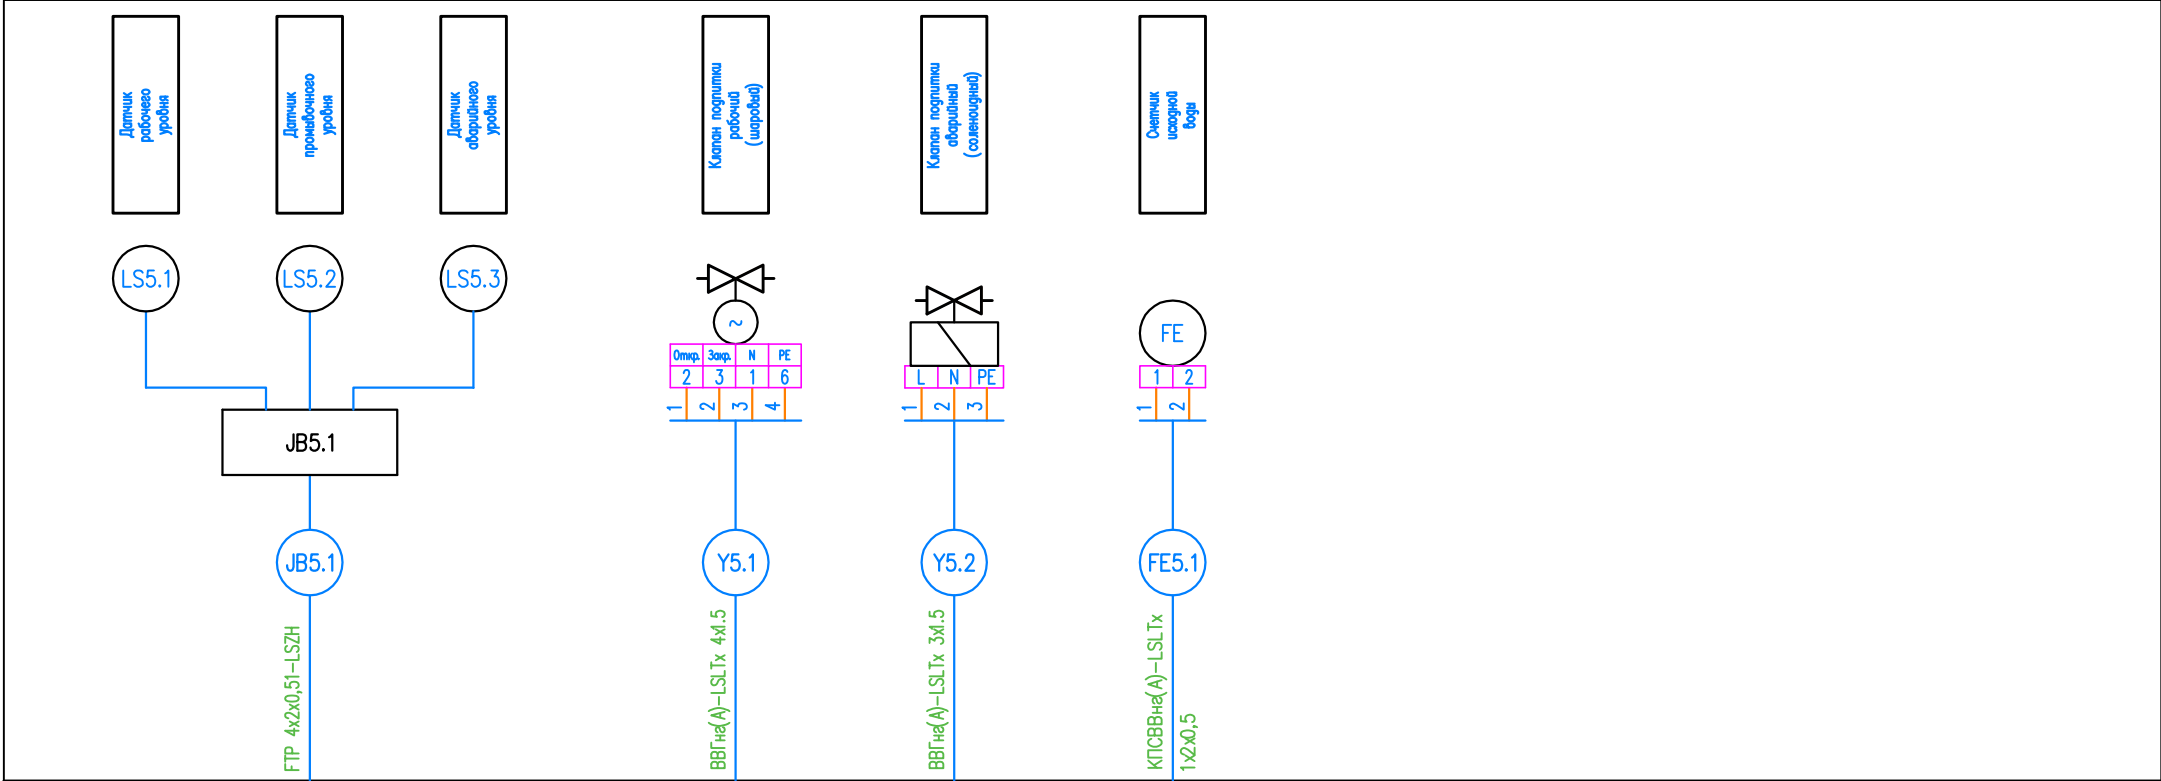 Датчик
рабочего
уровня
Датчик
промывочного
уровня
Датчик
аварийного
уровня
Клапан подпитки
рабочий
(шаровый)
Клапан подпитки
аварийный
(соленоидный)
Счетчик
исходной
воды
LS5.1
LS5.2
LS5.3
~
FE
Откр. Закр. N PE
2 3 1 6
L N PE
1 2
1 2 3 4
1 2 3
1 2
JB5.1
JB5.1
Y5.1
Y5.2
FE5.1
FTP 4x2x0,51-LSZH
ВВГнг(А)-LSLTx 4x1.5
ВВГнг(А)-LSLTx 3x1.5
КПСВВнг(А)-LSLTx
1x2x0,5